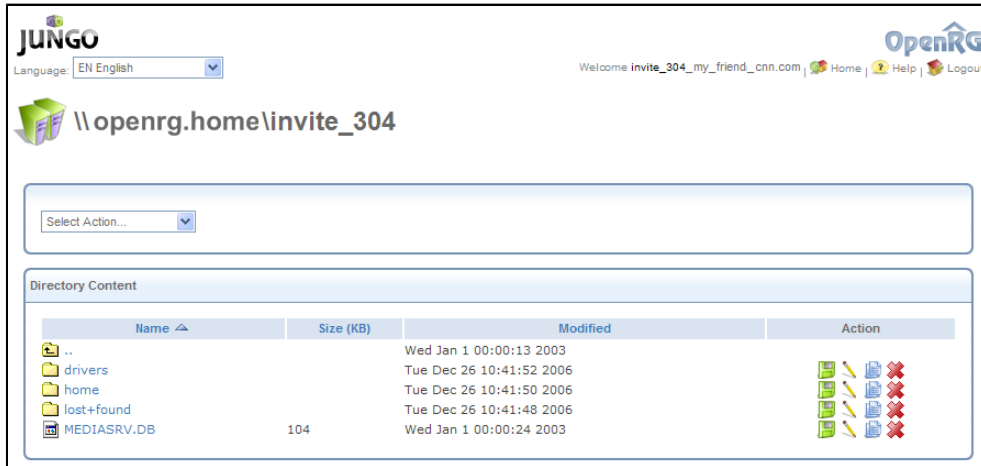 JUNGO
OpenRG
Language: EN English
Welcome invite_304_my_friend_cnn.com | Home | Help | Logout
\\openrg.home\invite_304
Select Action...
Directory Content
Name Size (KB) Modified Action
.. Wed Jan 1 00:00:13 2003
drivers Tue Dec 26 10:41:52 2006
home Tue Dec 26 10:41:50 2006
lost+found Tue Dec 26 10:41:48 2006
MEDIASRV.DB 104 Wed Jan 1 00:00:24 2003